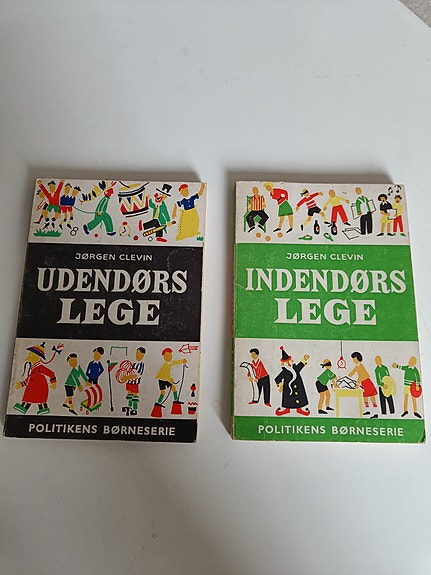 JØRGEN CLEVIN
UDENDØRS
LEGE
POLITIKENS BØRNESERIE
JØRGEN CLEVIN
INDENDØRS
LEGE
POLITIKENS BØRNESERIE